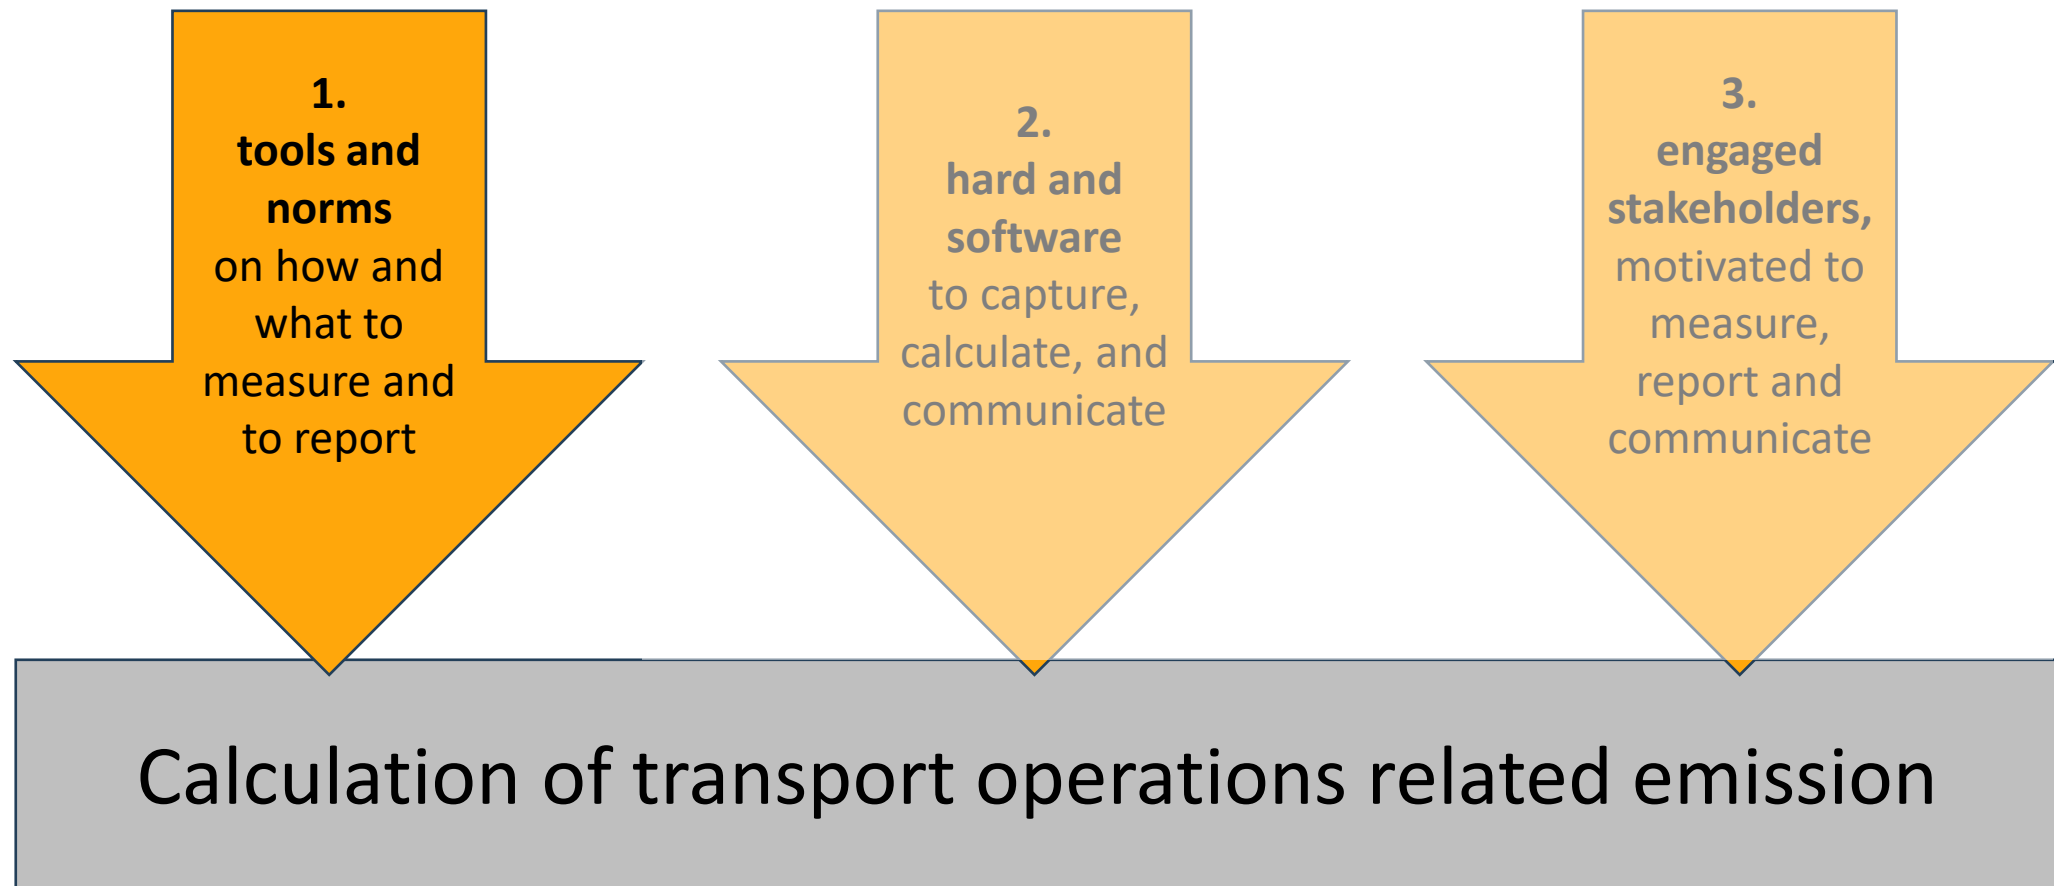 1.
tools and
norms
on how and
what to
measure and
to report
2.
hard and
software
to capture,
calculate, and
communicate
3.
engaged
stakeholders,
motivated to
measure,
report and
communicate
Calculation of transport operations related emission